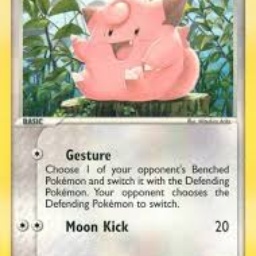 BASIC
Gesture
Choose 1 of your opponent's Benched
Pokémon and switch it with the Defending
Pokémon. Your opponent chooses the
Defending Pokémon to switch.
Moon Kick 20